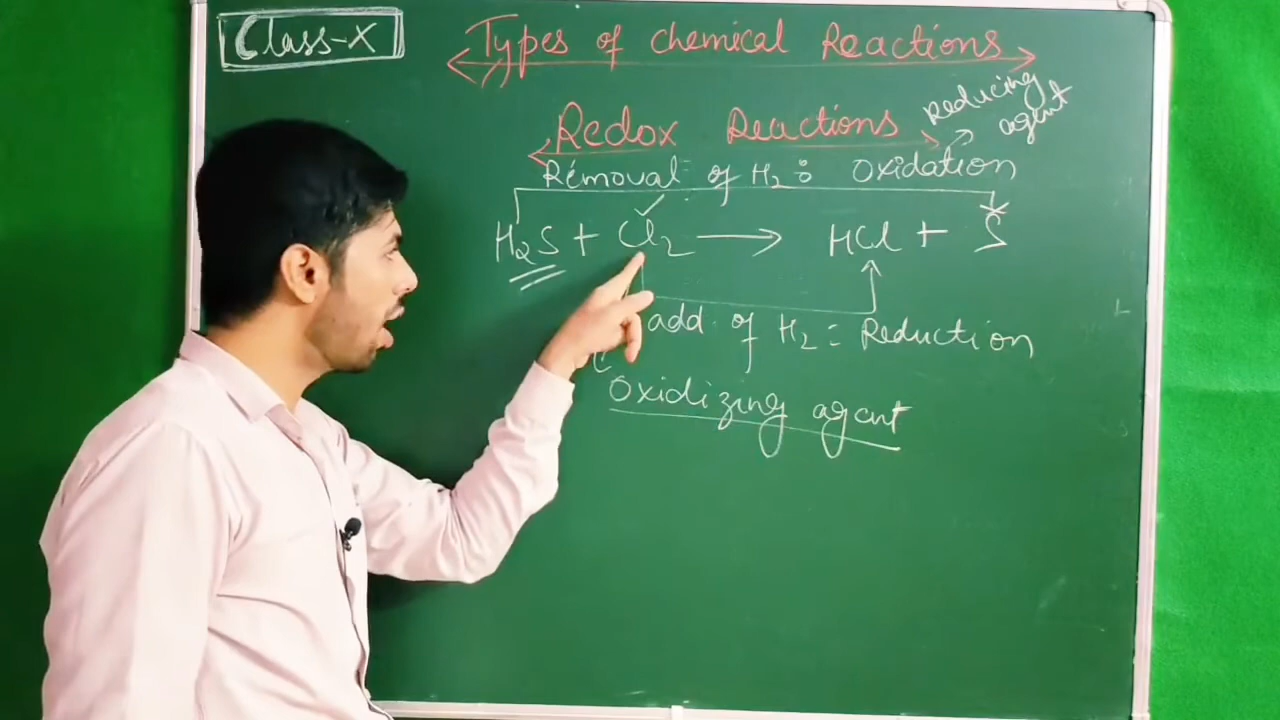 Class-X
Types of chemical Reactions
Redox Reactions
Reducing
agent
Removal of H2 : Oxidation
H2S + Cl2 → HCl + S
add. of H2 = Reduction
Oxidizing agent